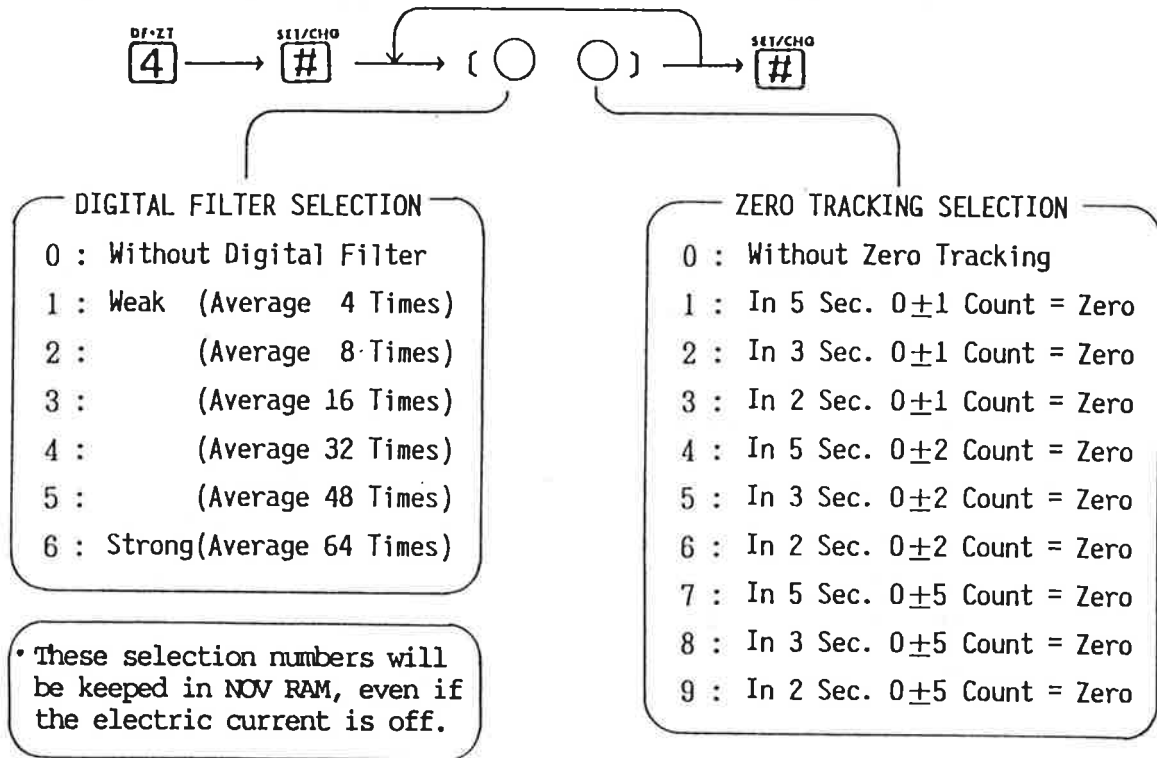 DF·ZT SET/CHG SET/CHG
4 # ( ) #
DIGITAL FILTER SELECTION
0 : Without Digital Filter
1 : Weak (Average 4 Times)
2 : (Average 8 Times)
3 : (Average 16 Times)
4 : (Average 32 Times)
5 : (Average 48 Times)
6 : Strong(Average 64 Times)
· These selection numbers will
be keeped in NOV RAM, even if
the electric current is off.
ZERO TRACKING SELECTION
0 : Without Zero Tracking
1 : In 5 Sec. 0±1 Count = Zero
2 : In 3 Sec. 0±1 Count = Zero
3 : In 2 Sec. 0±1 Count = Zero
4 : In 5 Sec. 0±2 Count = Zero
5 : In 3 Sec. 0±2 Count = Zero
6 : In 2 Sec. 0±2 Count = Zero
7 : In 5 Sec. 0±5 Count = Zero
8 : In 3 Sec. 0±5 Count = Zero
9 : In 2 Sec. 0±5 Count = Zero